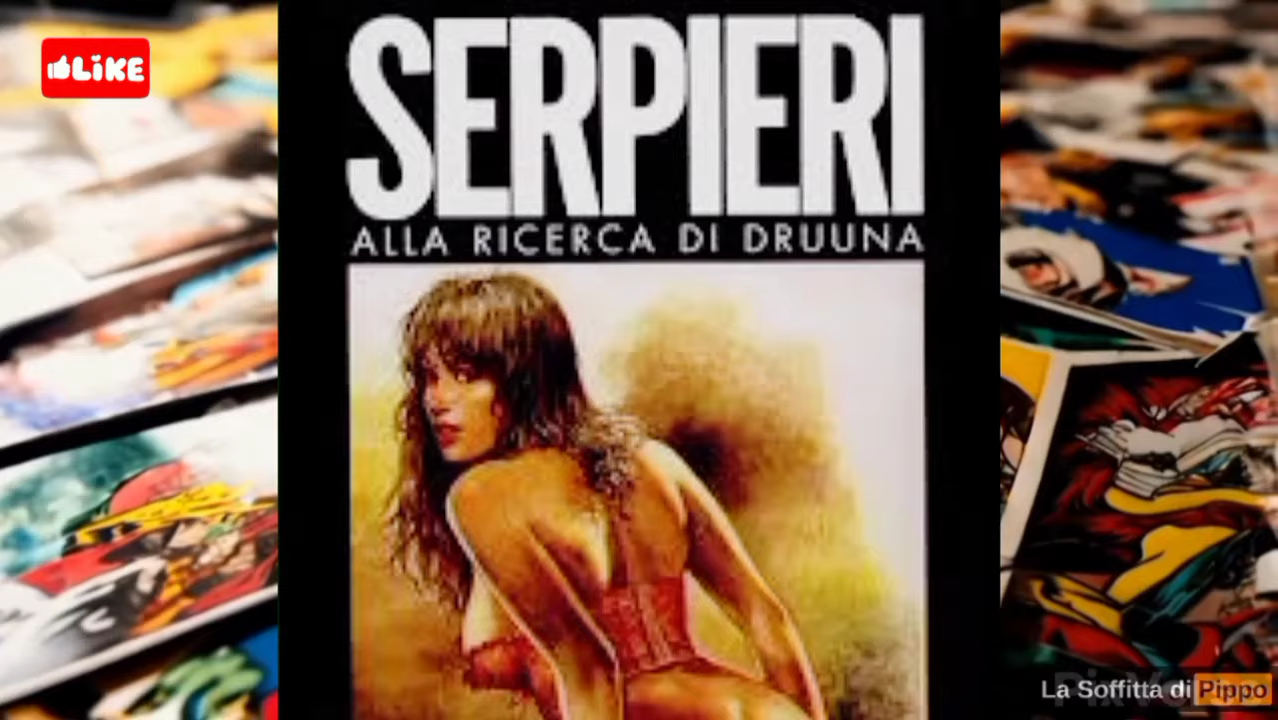 LIKE
SERPIERI
ALLA RICERCA DI DRUUNA
La Soffitta di Pippo